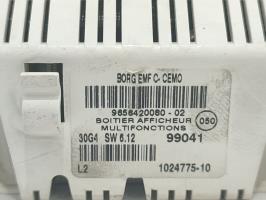 BORG EMF C- CEMO
9656420080 - 02
BOITIER AFFICHEUR
MULTIFONCTIONS
050
30G4 SW 6.12 99041
L2 1024775-10